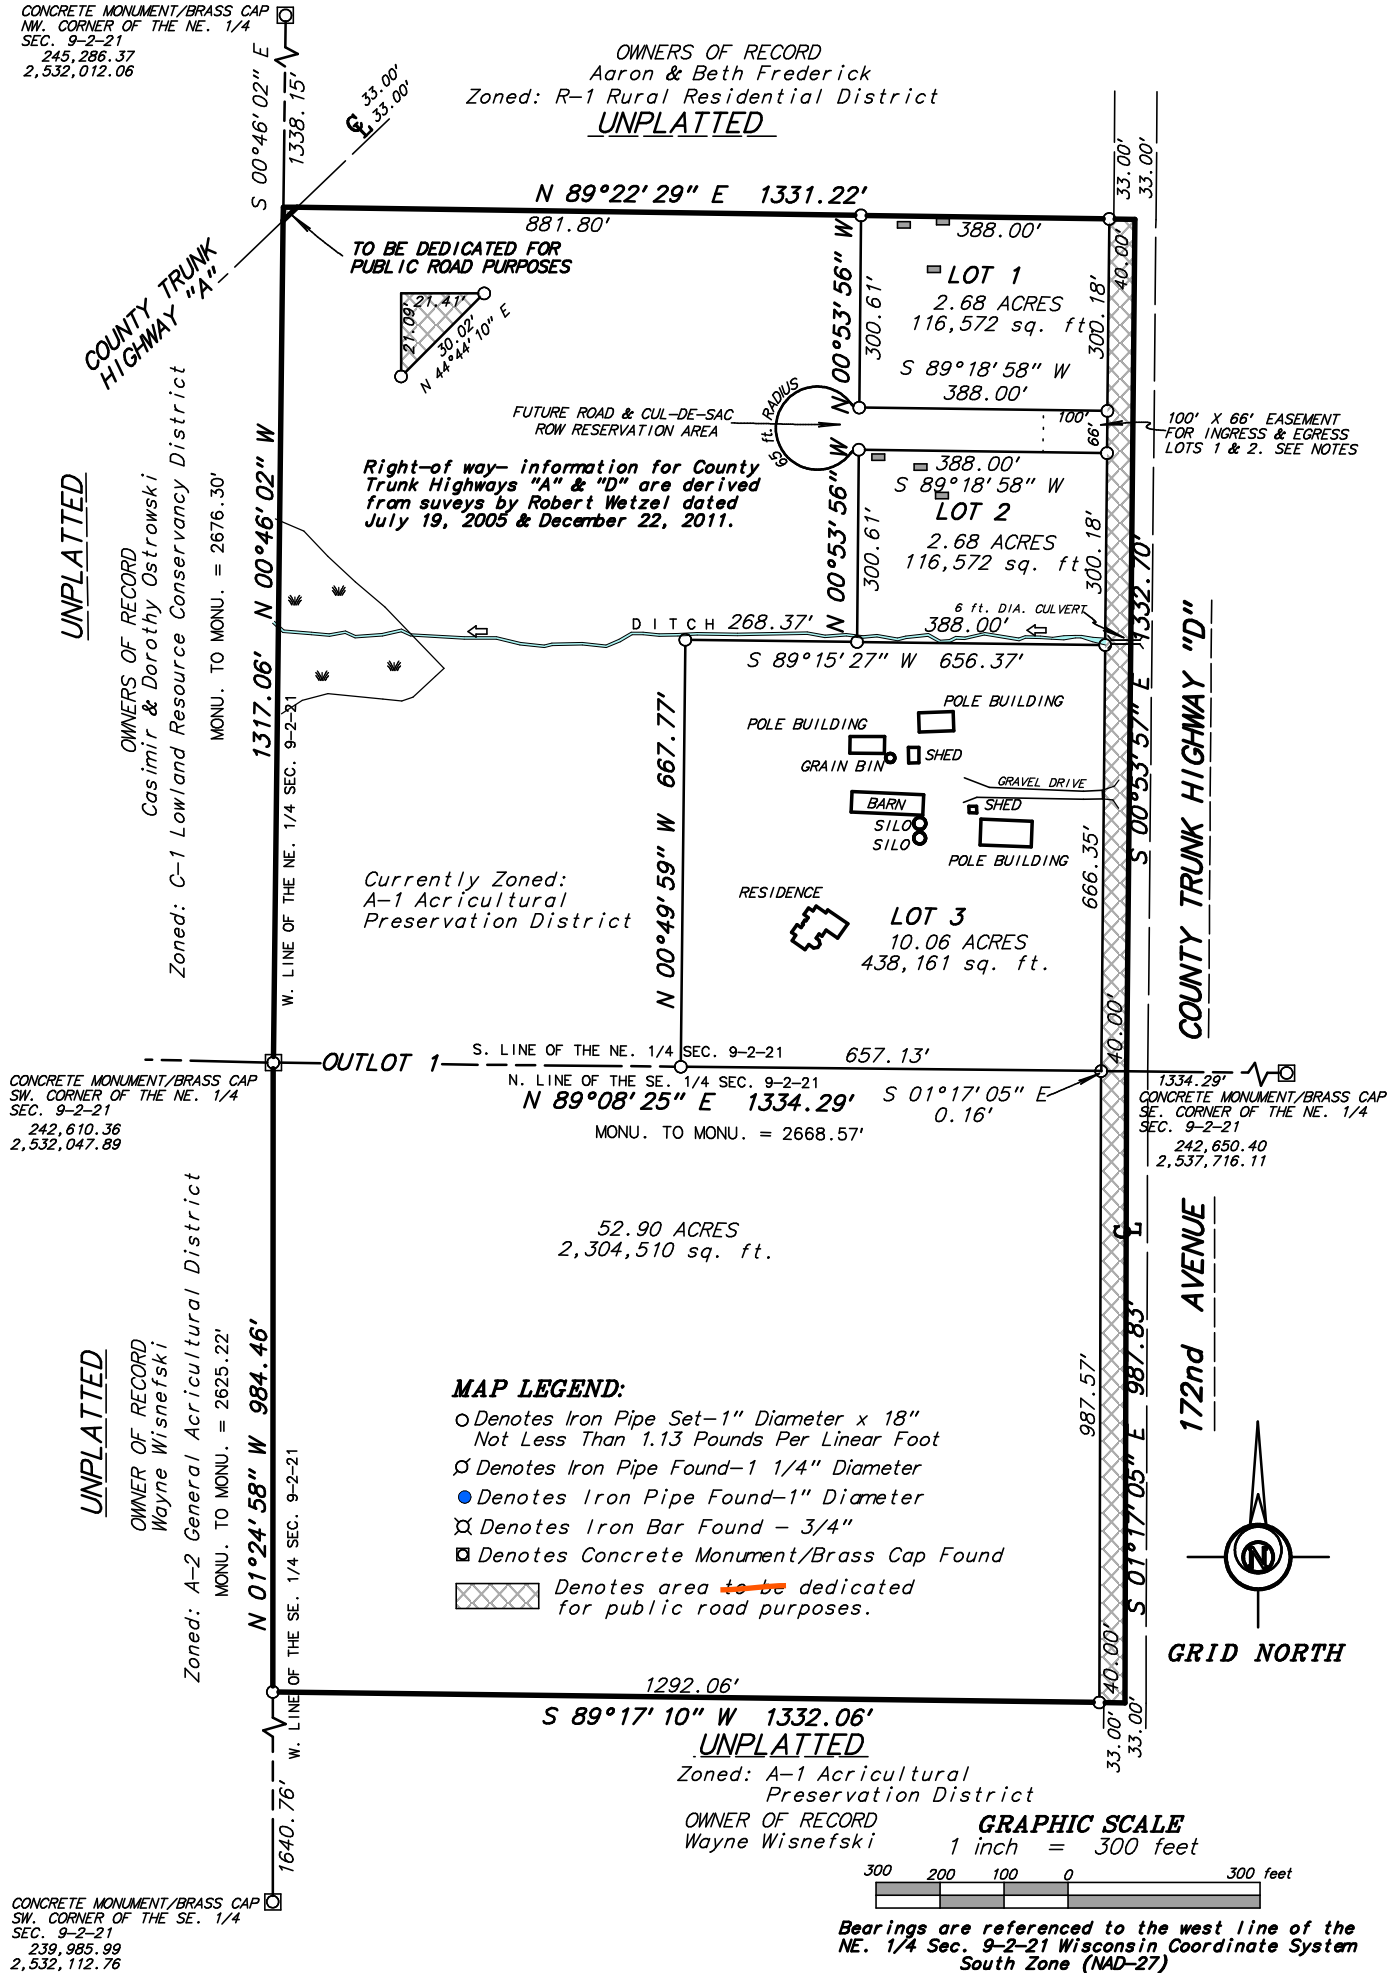 CONCRETE MONUMENT/BRASS CAP
NW. CORNER OF THE NE. 1/4
SEC. 9-2-21
245,286.37
2,532,012.06
S 00°46'02" E
1338.15'
℄
33.00'
33.00'
OWNERS OF RECORD
Aaron & Beth Frederick
Zoned: R-1 Rural Residential District
UNPLATTED
33.00'
33.00'
N 89°22'29" E 1331.22'
881.80'
388.00'
TO BE DEDICATED FOR
PUBLIC ROAD PURPOSES
COUNTY TRUNK
HIGHWAY "A"
21.41'
21.09'
30.02'
N 44°44'10" E
N 00°53'56" W
300.61'
LOT 1
2.68 ACRES
116,572 sq. ft.
300.18'
40.00'
S 89°18'58" W
388.00'
65 ft. RADIUS
FUTURE ROAD & CUL-DE-SAC
ROW RESERVATION AREA
100'
66'
100' X 66' EASEMENT
FOR INGRESS & EGRESS
LOTS 1 & 2. SEE NOTES
Right-of way- information for County
Trunk Highways "A" & "D" are derived
from suveys by Robert Wetzel dated
July 19, 2005 & December 22, 2011.
388.00'
S 89°18'58" W
N 00°53'56" W
300.61'
LOT 2
2.68 ACRES
116,572 sq. ft.
300.18'
6 ft. DIA. CULVERT
388.00'
DITCH
268.37'
S 89°15'27" W 656.37'
UNPLATTED
OWNERS OF RECORD
Casimir & Dorothy Ostrowski
Zoned: C-1 Lowland Resource Conservancy District
MONU. TO MONU. = 2676.30'
1317.06' N 00°46'02" W
W. LINE OF THE NE. 1/4 SEC. 9-2-21
Currently Zoned:
A-1 Acricultural
Preservation District
N 00°49'59" W 667.77'
POLE BUILDING
POLE BUILDING
GRAIN BIN
SHED
GRAVEL DRIVE
BARN
SHED
SILO
SILO
POLE BUILDING
RESIDENCE
LOT 3
10.06 ACRES
438,161 sq. ft.
666.35'
40.00'
S 00°53'57" E 1332.70'
COUNTY TRUNK HIGHWAY "D"
OUTLOT 1
S. LINE OF THE NE. 1/4 SEC. 9-2-21
657.13'
N. LINE OF THE SE. 1/4 SEC. 9-2-21
N 89°08'25" E 1334.29'
MONU. TO MONU. = 2668.57'
S 01°17'05" E
0.16'
CONCRETE MONUMENT/BRASS CAP
SW. CORNER OF THE NE. 1/4
SEC. 9-2-21
242,610.36
2,532,047.89
1334.29'
CONCRETE MONUMENT/BRASS CAP
SE. CORNER OF THE NE. 1/4
SEC. 9-2-21
242,650.40
2,537,716.11
52.90 ACRES
2,304,510 sq. ft.
UNPLATTED
OWNER OF RECORD
Wayne Wisnefski
Zoned: A-2 General Acricultural District
MONU. TO MONU. = 2625.22'
N 01°24'58" W 984.46'
W. LINE OF THE SE. 1/4 SEC. 9-2-21
℄
987.57'
S 01°17'05" E 987.83'
172nd AVENUE
MAP LEGEND:
Denotes Iron Pipe Set-1" Diameter x 18"
Not Less Than 1.13 Pounds Per Linear Foot
Denotes Iron Pipe Found-1 1/4" Diameter
Denotes Iron Pipe Found-1" Diameter
Denotes Iron Bar Found - 3/4"
Denotes Concrete Monument/Brass Cap Found
Denotes area to be dedicated
for public road purposes.
N
GRID NORTH
40.00'
33.00'
33.00'
1292.06'
S 89°17'10" W 1332.06'
UNPLATTED
Zoned: A-1 Acricultural
Preservation District
OWNER OF RECORD
Wayne Wisnefski
1640.76'
CONCRETE MONUMENT/BRASS CAP
SW. CORNER OF THE SE. 1/4
SEC. 9-2-21
239,985.99
2,532,112.76
GRAPHIC SCALE
1 inch = 300 feet
300 200 100 0 300 feet
Bearings are referenced to the west line of the
NE. 1/4 Sec. 9-2-21 Wisconsin Coordinate System
South Zone (NAD-27)